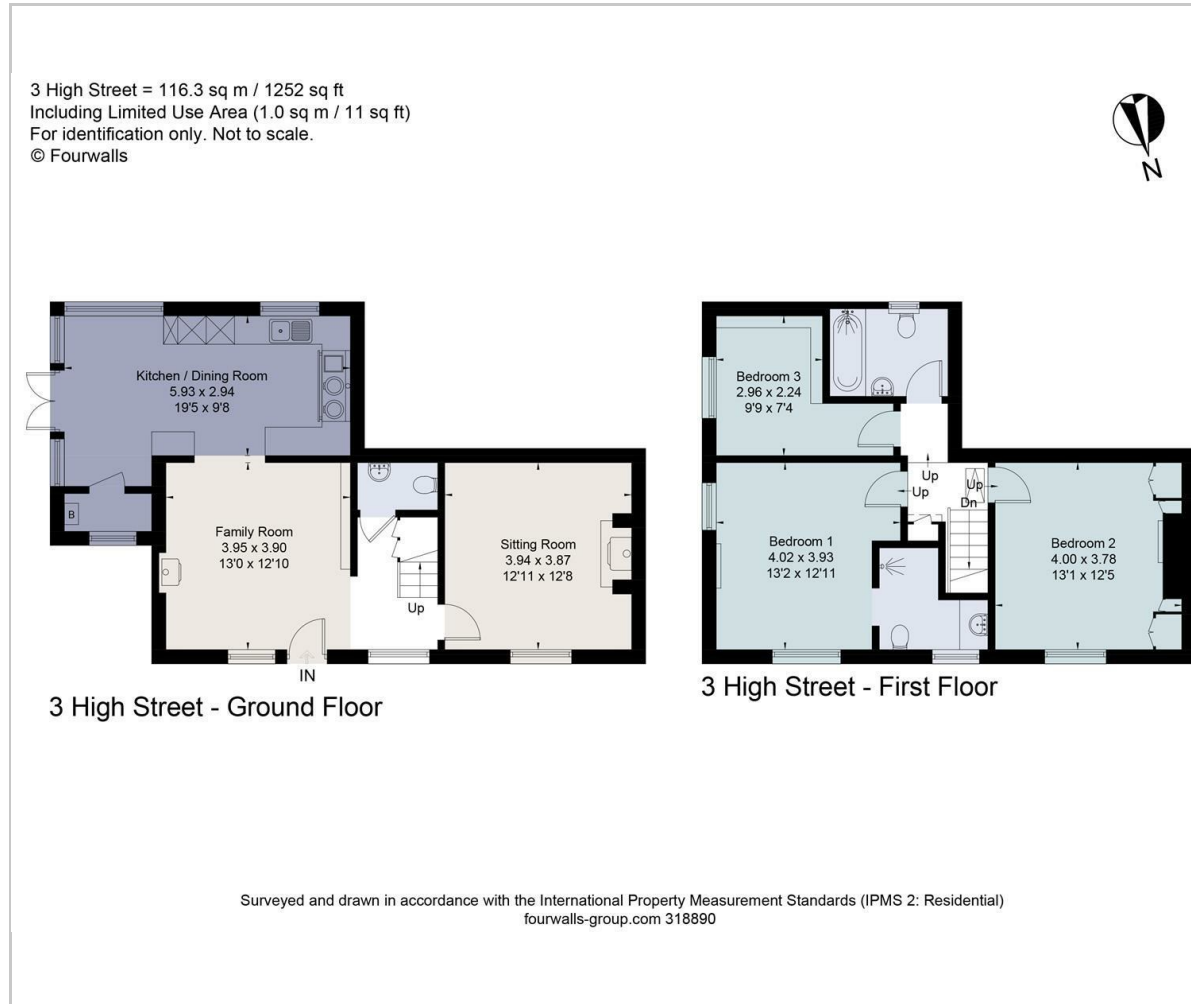 3 High Street = 116.3 sq m / 1252 sq ft
Including Limited Use Area (1.0 sq m / 11 sq ft)
For identification only. Not to scale.
© Fourwalls
N
Kitchen / Dining Room
5.93 x 2.94
19'5 x 9'8
B
Family Room
3.95 x 3.90
13'0 x 12'10
Up
Sitting Room
3.94 x 3.87
12'11 x 12'8
IN
3 High Street - Ground Floor
Bedroom 3
2.96 x 2.24
9'9 x 7'4
Up
Up
Up
Dn
Bedroom 1
4.02 x 3.93
13'2 x 12'11
Bedroom 2
4.00 x 3.78
13'1 x 12'5
3 High Street - First Floor
Surveyed and drawn in accordance with the International Property Measurement Standards (IPMS 2: Residential)
fourwalls-group.com 318890